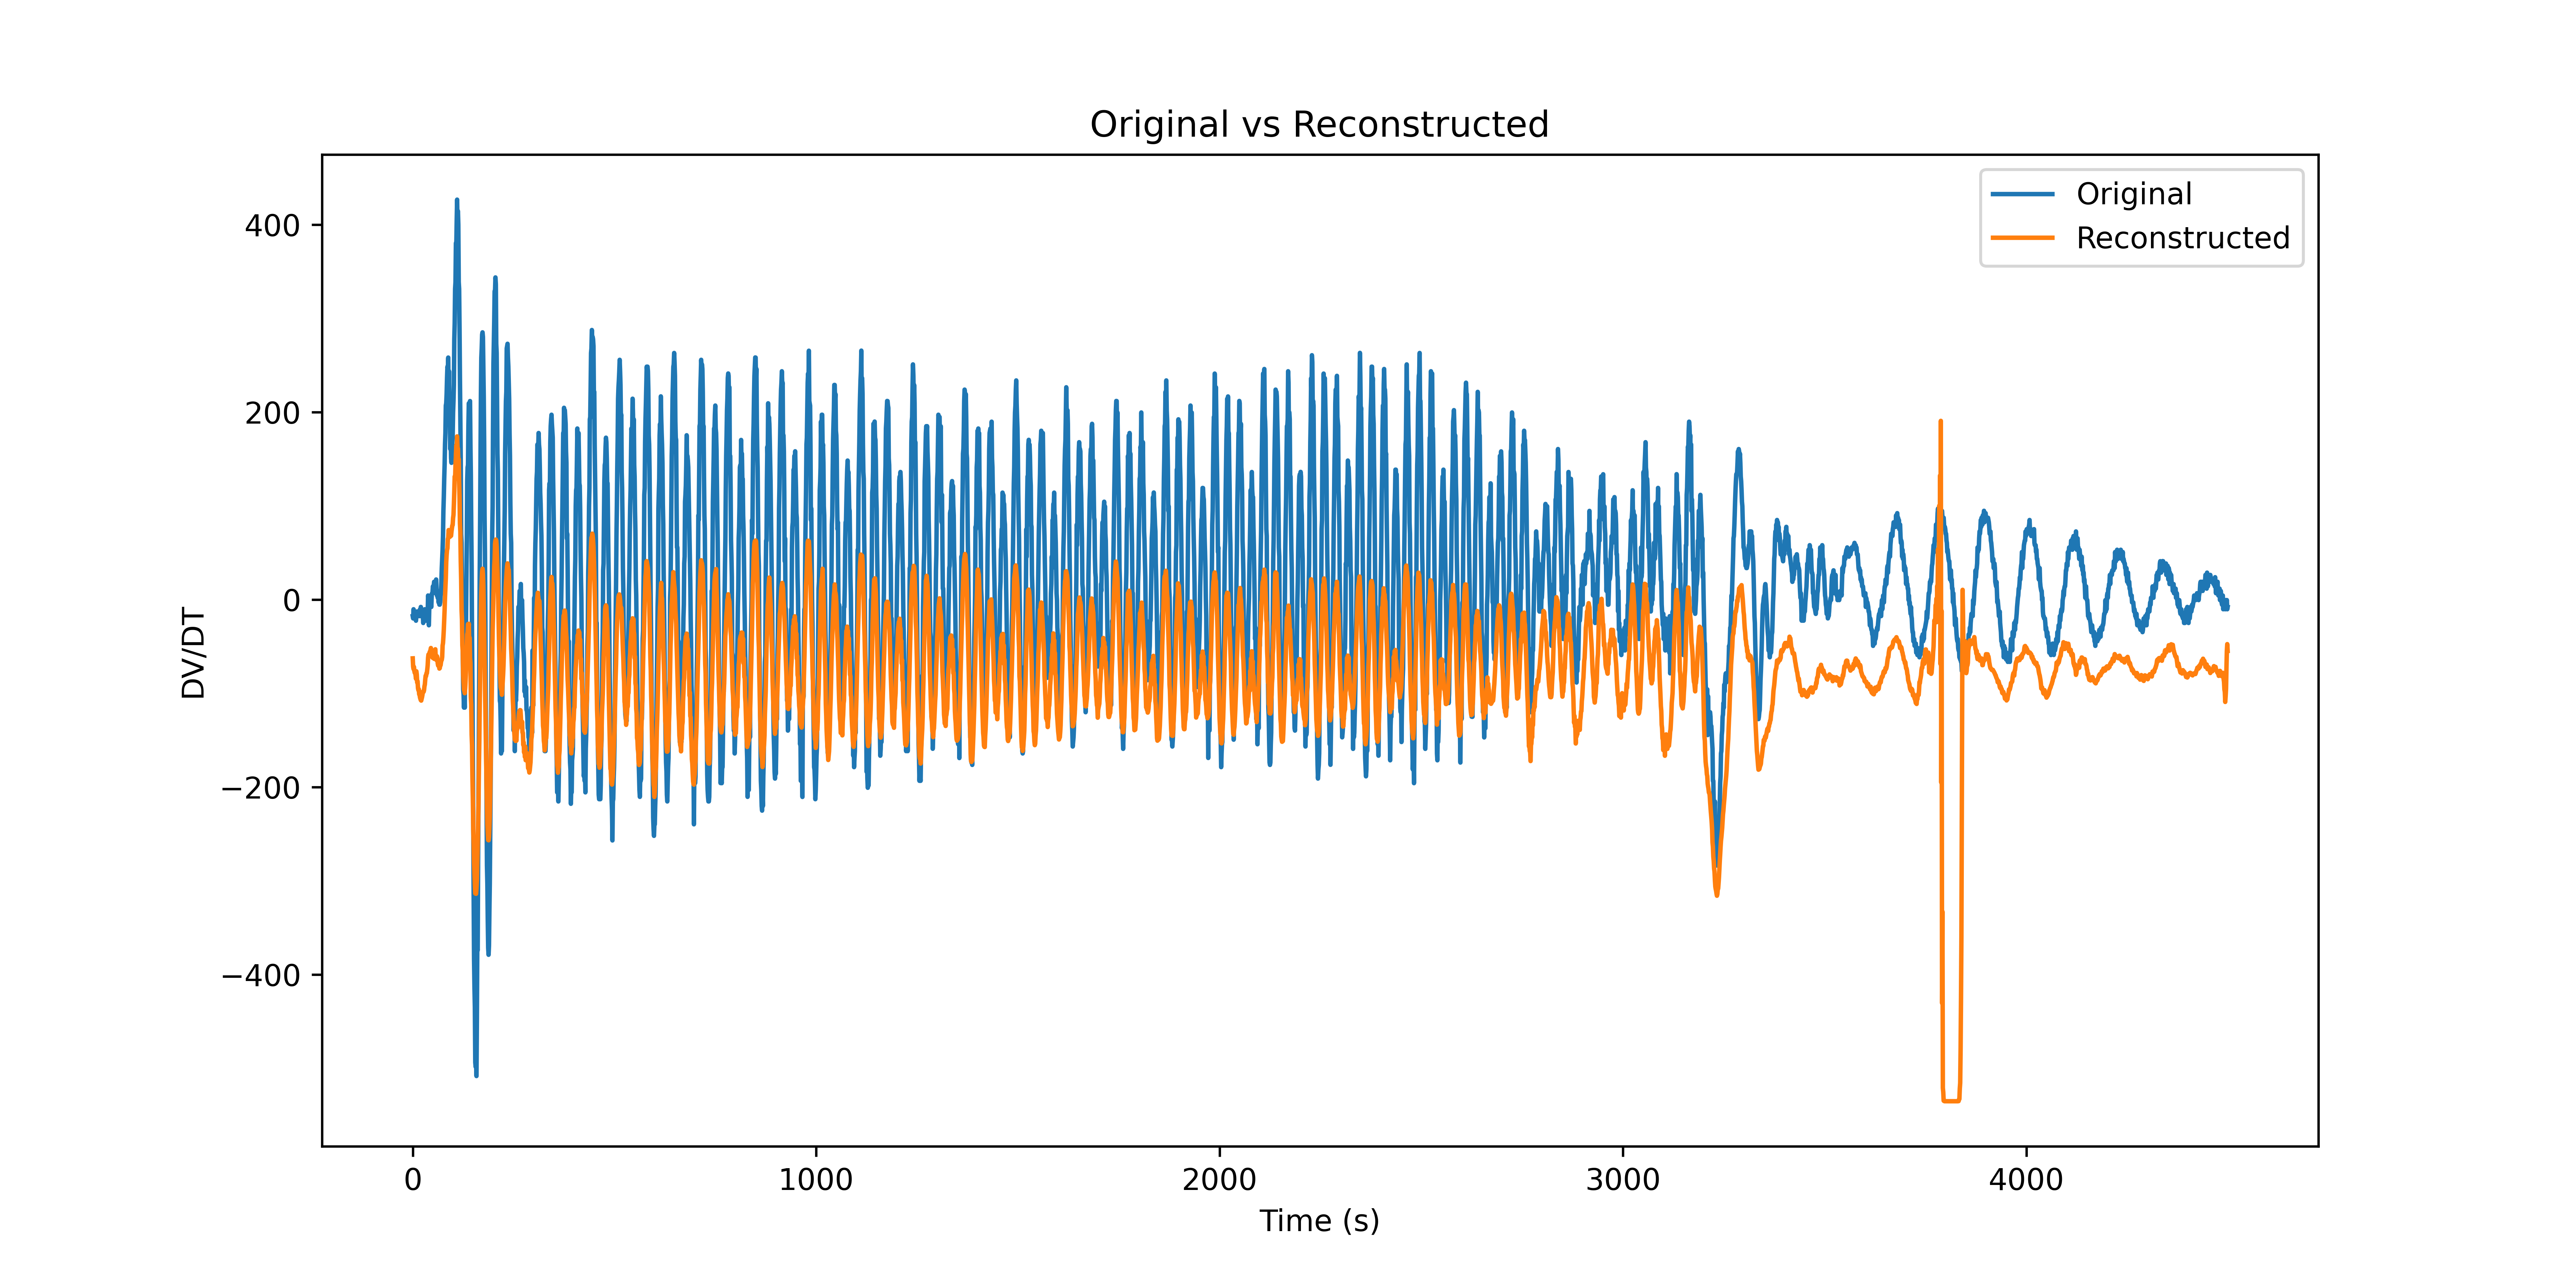 Original vs Reconstructed
Original
Reconstructed
400
200
0
−200
−400
DV/DT
0
1000
2000
3000
4000
Time (s)